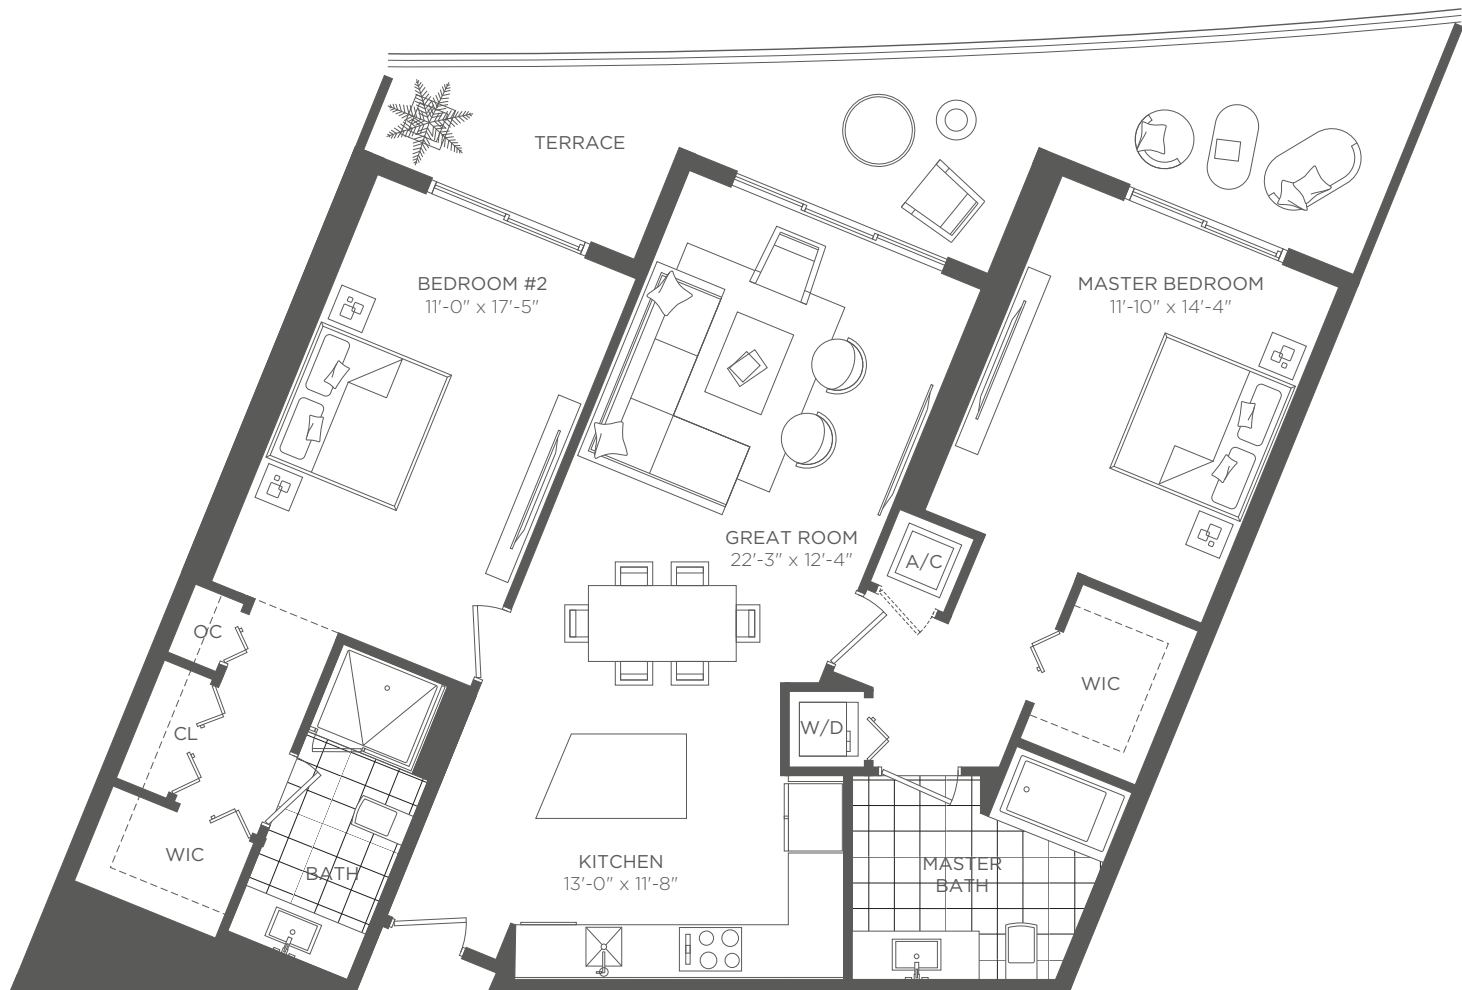 TERRACE
BEDROOM #2
11'-0" x 17'-5"
MASTER BEDROOM
11'-10" x 14'-4"
GREAT ROOM
22'-3" x 12'-4"
A/C
OC
WIC
CL
W/D
WIC
BATH
KITCHEN
13'-0" x 11'-8"
MASTER
BATH